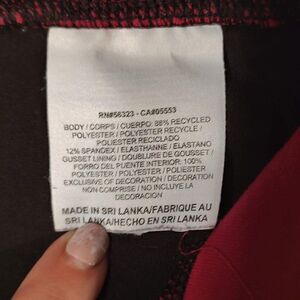 RN#56323 - CA#05553
BODY / CORPS / CUERPO: 88% RECYCLED
POLYESTER / POLYESTER RECYCLE /
POLIESTER RECICLADO
12% SPANDEX / ELASTHANNE / ELASTANO
GUSSET LINING / DOUBLURE DE GOUSSET /
FORRO DEL PUENTE INTERIOR: 100%
POLYESTER / POLYESTER / POLIESTER
EXCLUSIVE OF DECORATION / DECORATION
NON COMPRISE / NO INCLUYE LA
DECORACION
MADE IN SRI LANKA/FABRIQUE AU
SRI LANKA/HECHO EN SRI LANKA